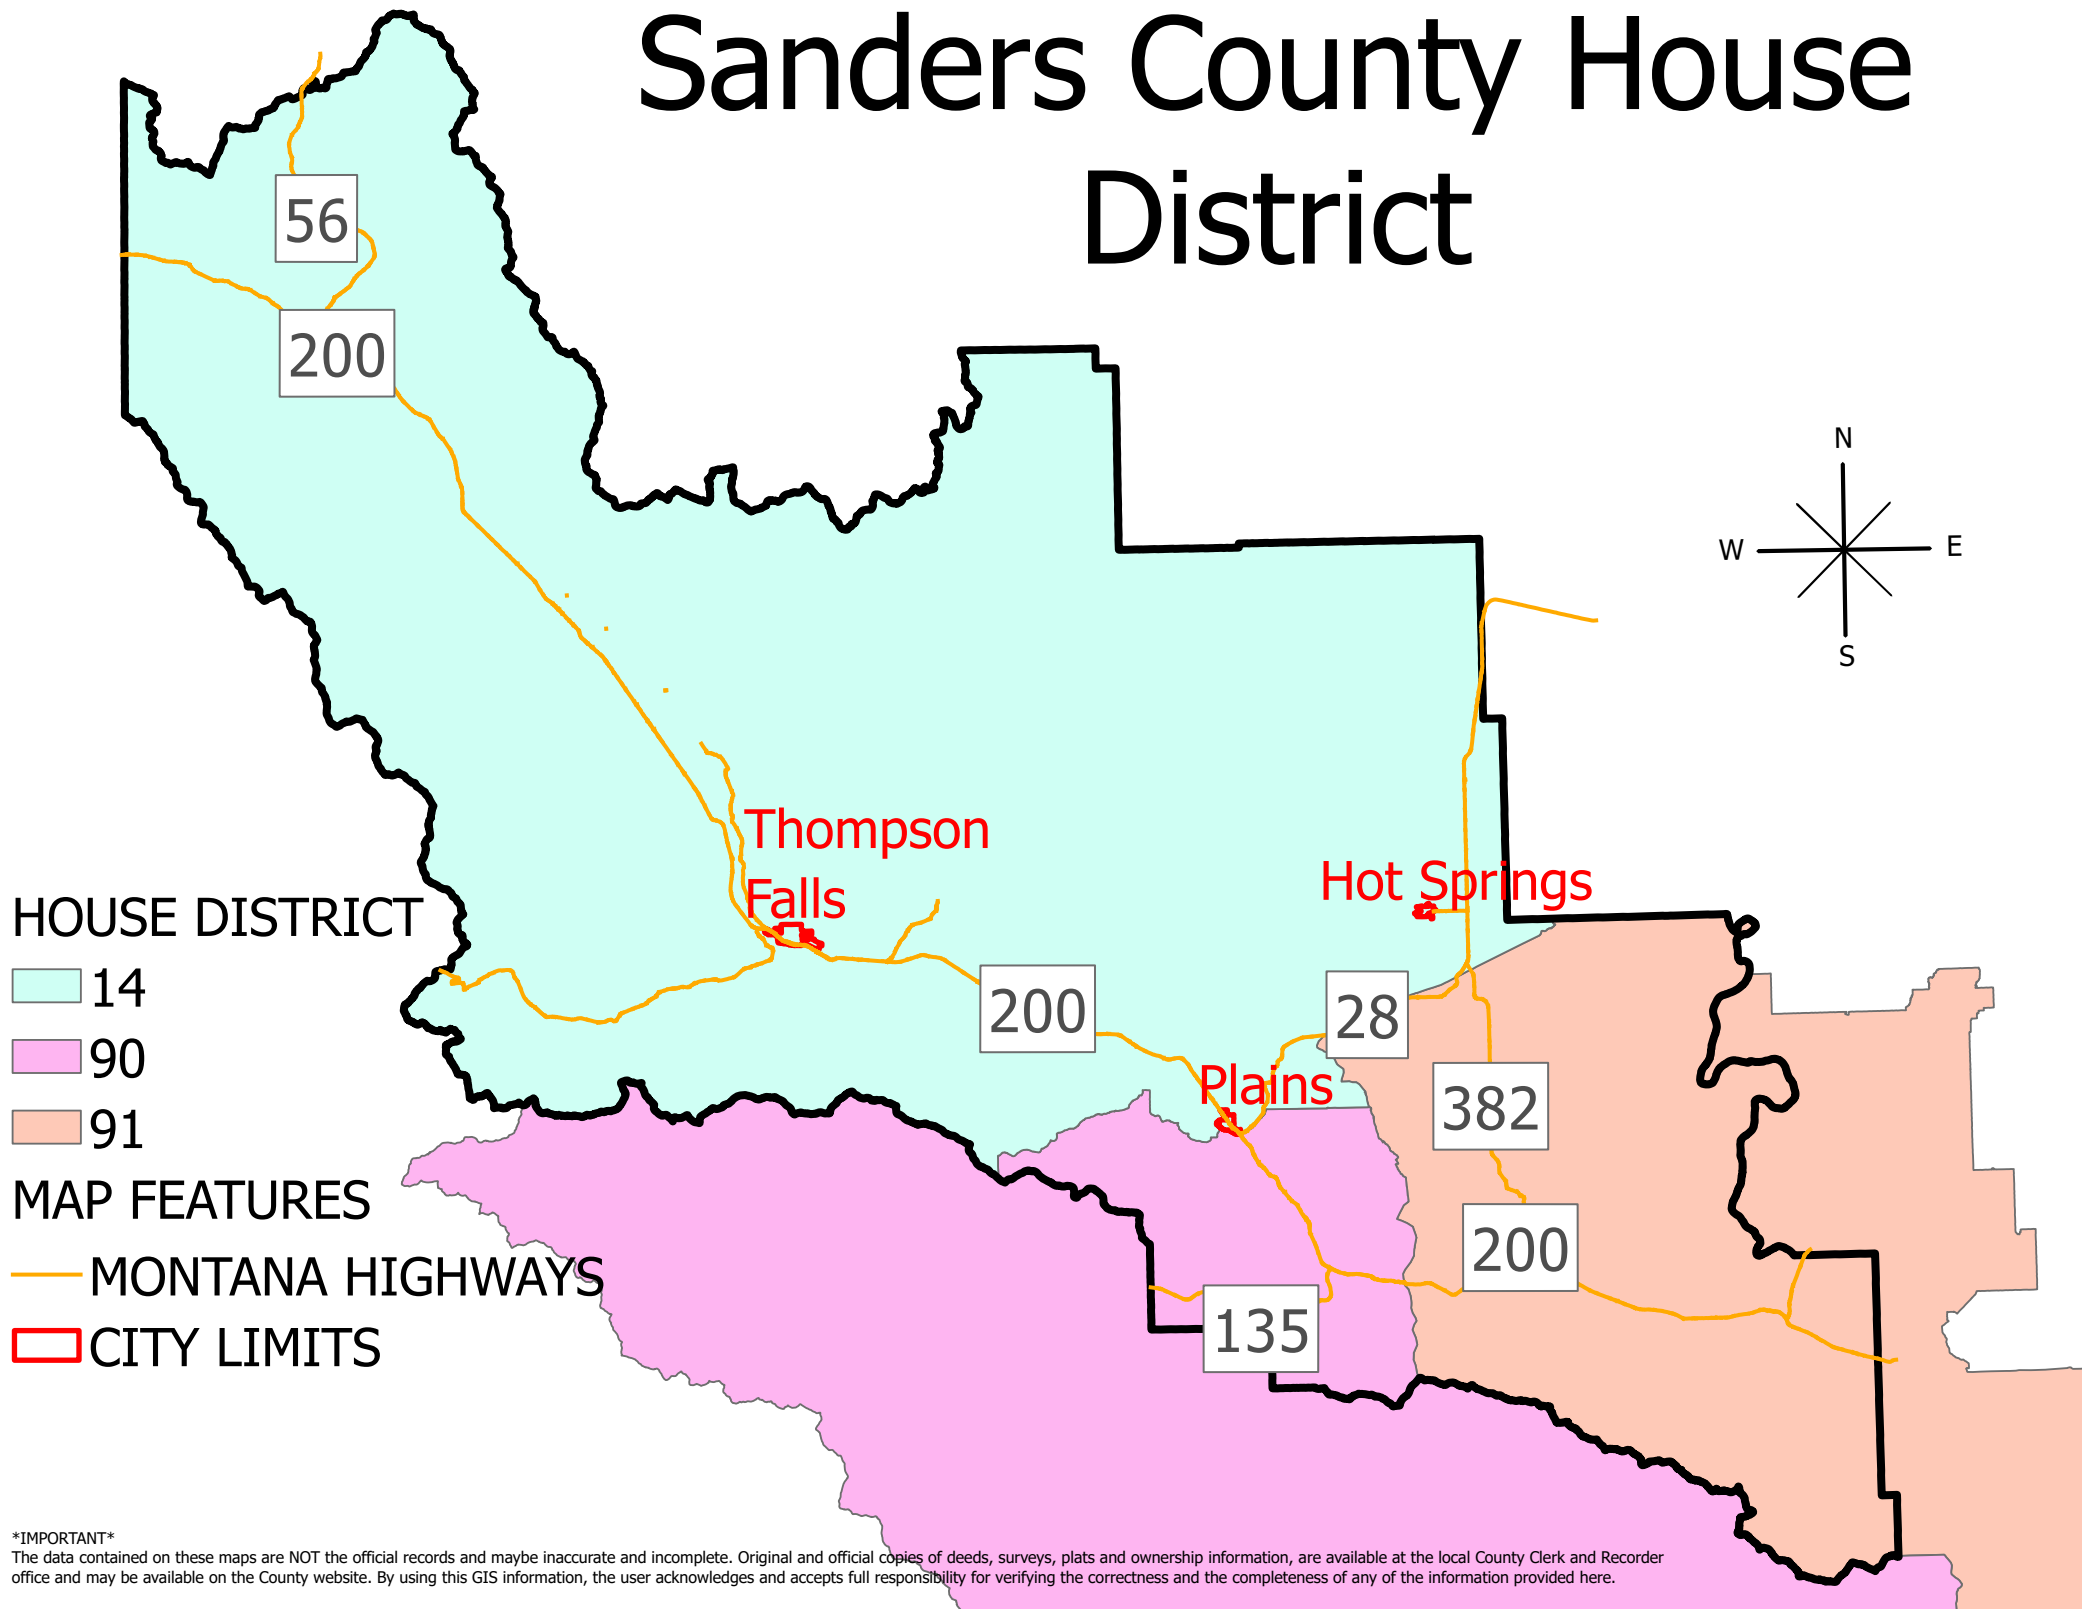 Sanders County House
District
56
200
N
W
E
S
Thompson
Falls
Hot Springs
HOUSE DISTRICT
14
90
91
200
28
Plains
382
200
135
MAP FEATURES
MONTANA HIGHWAYS
CITY LIMITS
*IMPORTANT*
The data contained on these maps are NOT the official records and maybe inaccurate and incomplete. Original and official copies of deeds, surveys, plats and ownership information, are available at the local County Clerk and Recorder
office and may be available on the County website. By using this GIS information, the user acknowledges and accepts full responsibility for verifying the correctness and the completeness of any of the information provided here.